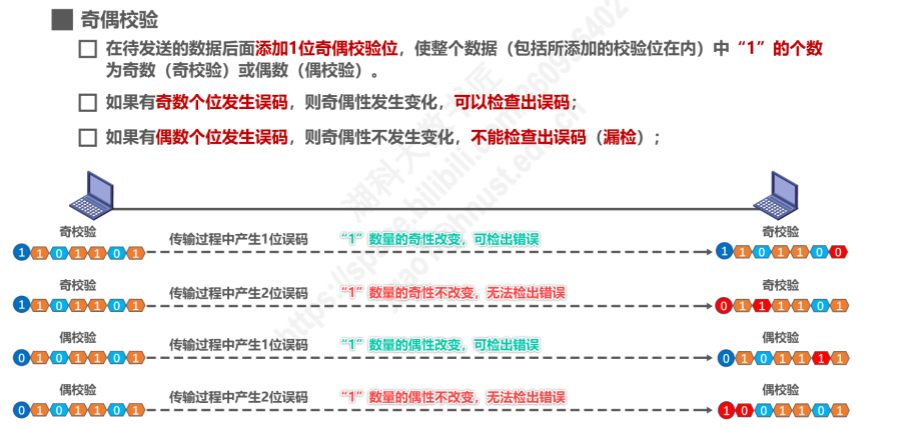 奇偶校验
在待发送的数据后面添加1位奇偶校验位，使整个数据（包括所添加的校验位在内）中“1”的个数
为奇数（奇校验）或偶数（偶校验）。
如果有奇数个位发生误码，则奇偶性发生变化，可以检查出误码；
如果有偶数个位发生误码，则奇偶性不发生变化，不能检查出误码（漏检）；
奇校验 传输过程中产生1位误码 “1”数量的奇性改变，可检出错误 奇校验
1 1 0 1 1 0 1 1 1 0 1 1 0 0
奇校验 传输过程中产生2位误码 “1”数量的奇性不改变，无法检出错误 奇校验
1 1 0 1 1 0 1 0 1 1 1 1 0 1
偶校验 传输过程中产生1位误码 “1”数量的偶性改变，可检出错误 偶校验
0 1 0 1 1 0 1 0 1 0 1 1 1 1
偶校验 传输过程中产生2位误码 “1”数量的偶性不改变，无法检出错误 偶校验
0 1 0 1 1 0 1 1 0 0 1 1 0 1